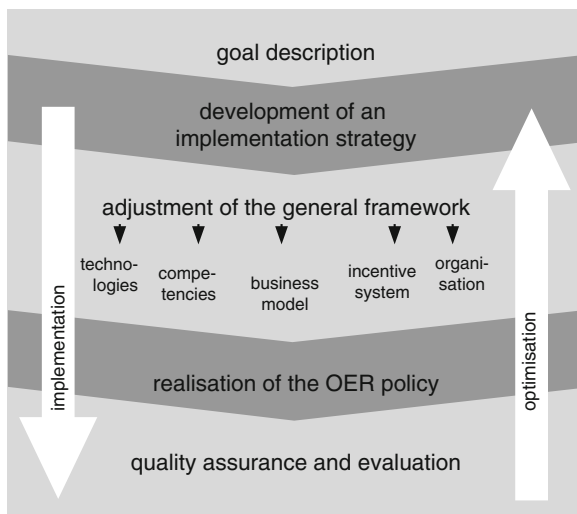 goal description
development of an
implementation strategy
adjustment of the general framework
techno-
logies
compe-
tencies
business
model
incentive
system
organi-
sation
realisation of the OER policy
quality assurance and evaluation
implementation
optimisation